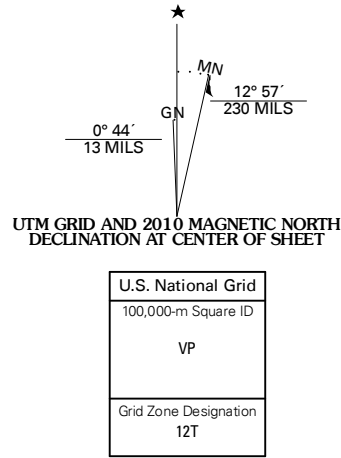 MN
GN
12° 57´
230 MILS
0° 44´
13 MILS
UTM GRID AND 2010 MAGNETIC NORTH
DECLINATION AT CENTER OF SHEET
U.S. National Grid
100,000-m Square ID
VP
Grid Zone Designation
12T